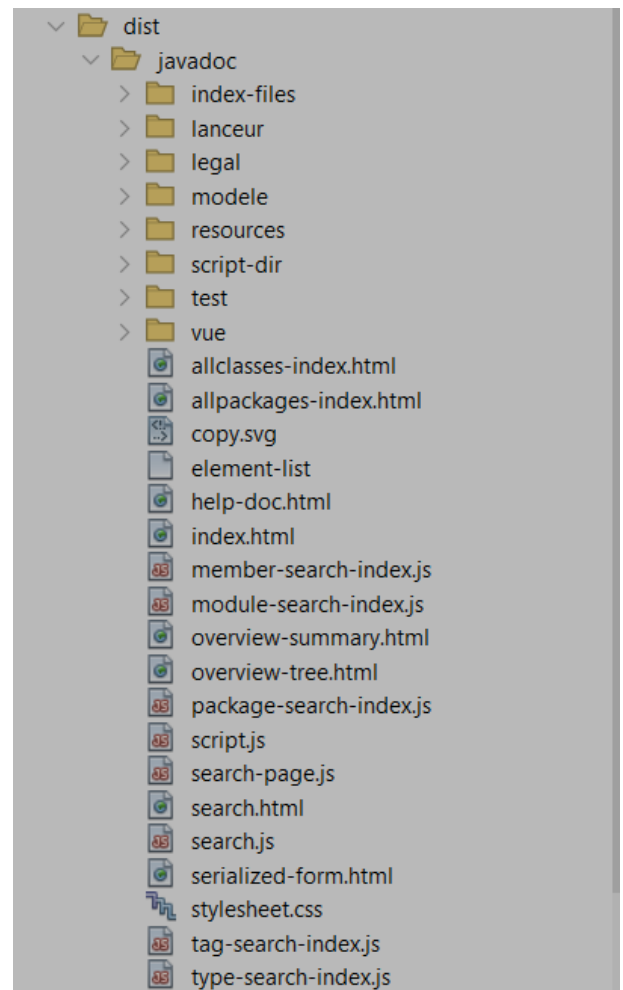 dist
javadoc
index-files
lanceur
legal
modele
resources
script-dir
test
vue
allclasses-index.html
allpackages-index.html
copy.svg
element-list
help-doc.html
index.html
member-search-index.js
module-search-index.js
overview-summary.html
overview-tree.html
package-search-index.js
script.js
search-page.js
search.html
search.js
serialized-form.html
stylesheet.css
tag-search-index.js
type-search-index.js